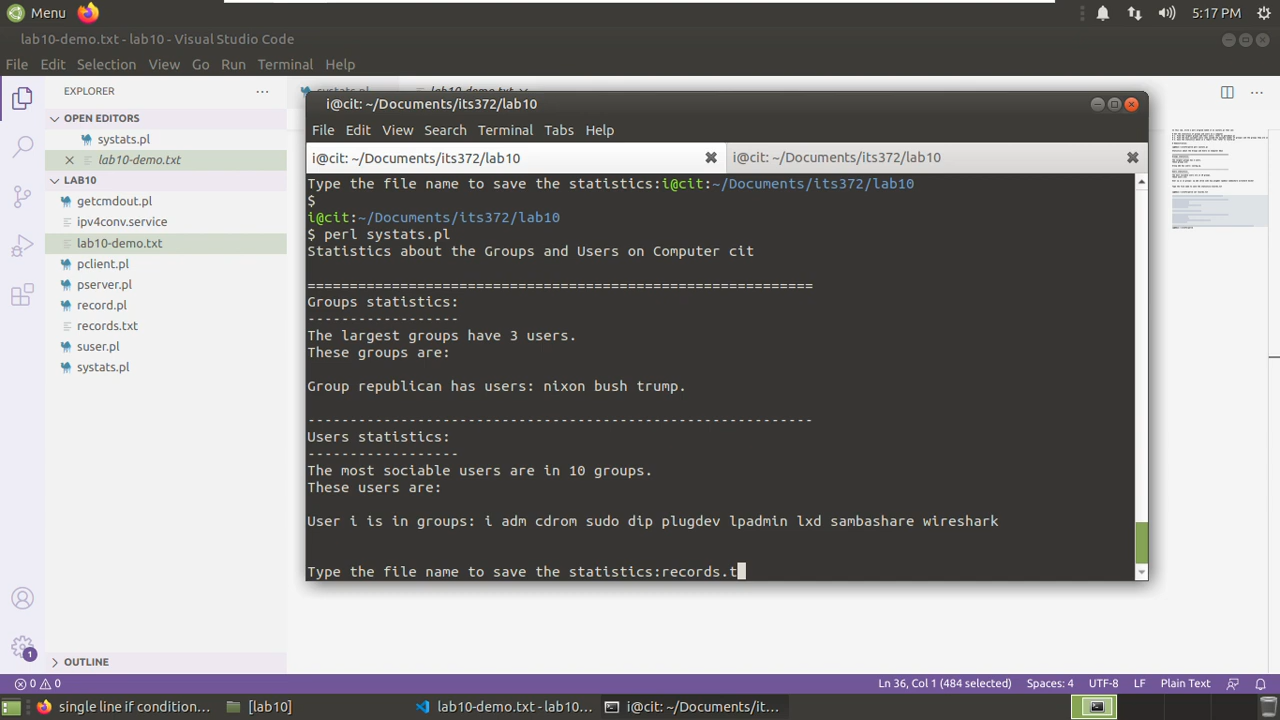 Menu
5:17 PM
lab10-demo.txt - lab10 - Visual Studio Code
File Edit Selection View Go Run Terminal Help
EXPLORER
OPEN EDITORS
systats.pl
lab10-demo.txt
LAB10
getcmdout.pl
ipv4conv.service
lab10-demo.txt
pclient.pl
pserver.pl
record.pl
records.txt
suser.pl
systats.pl
OUTLINE
systats.pl
lab10-demo.txt
i@cit: ~/Documents/its372/lab10
File Edit View Search Terminal Tabs Help
i@cit: ~/Documents/its372/lab10
i@cit: ~/Documents/its372/lab10
Type the file name to save the statistics:i@cit:~/Documents/its372/lab10
$
i@cit:~/Documents/its372/lab10
$ perl systats.pl
Statistics about the Groups and Users on Computer cit
============================================================
Groups statistics:
------------------
The largest groups have 3 users.
These groups are:
Group republican has users: nixon bush trump.
------------------------------------------------------------
Users statistics:
------------------
The most sociable users are in 10 groups.
These users are:
User i is in groups: i adm cdrom sudo dip plugdev lpadmin lxd sambashare wireshark
Type the file name to save the statistics:records.t
0 0
Ln 36, Col 1 (484 selected) Spaces: 4 UTF-8 LF Plain Text
1
single line if condition...
[lab10]
lab10-demo.txt - lab10...
i@cit: ~/Documents/it...